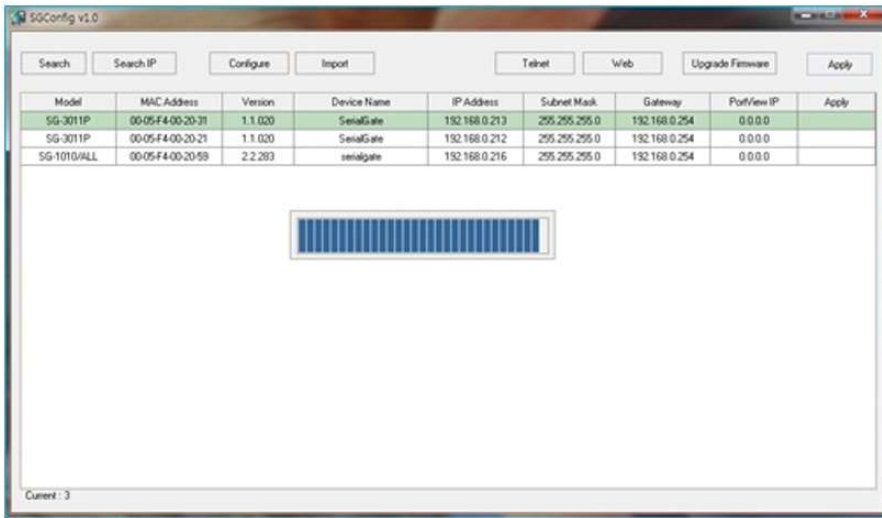 SGConfig v1.0
Search Search IP Configure Import Telnet Web Upgrade Firmware Apply
Model MAC Address Version Device Name IP Address Subnet Mask Gateway PortView IP Apply
SG-3011P 00-05-F4-00-20-31 1.1.020 SerialGate 192.168.0.213 255.255.255.0 192.168.0.254 0.0.0.0
SG-3011P 00-05-F4-00-20-21 1.1.020 SerialGate 192.168.0.212 255.255.255.0 192.168.0.254 0.0.0.0
SG-1010/ALL 00-05-F4-00-20-59 2.2.283 serialgate 192.168.0.216 255.255.255.0 192.168.0.254 0.0.0.0
Current : 3